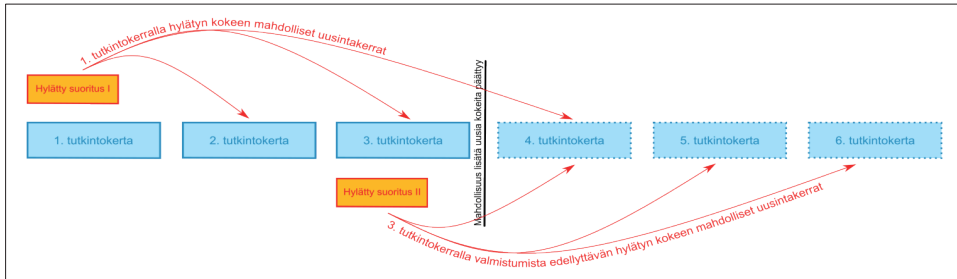 1. tutkintokerralla hylätyn kokeen mahdolliset uusintakerrat
Hylätty suoritus I
Mahdollisuus lisätä uusia kokeita päättyy
1. tutkintokerta
2. tutkintokerta
3. tutkintokerta
4. tutkintokerta
5. tutkintokerta
6. tutkintokerta
Hylätty suoritus II
3. tutkintokerralla valmistumista edellyttävän hylätyn kokeen mahdolliset uusintakerrat